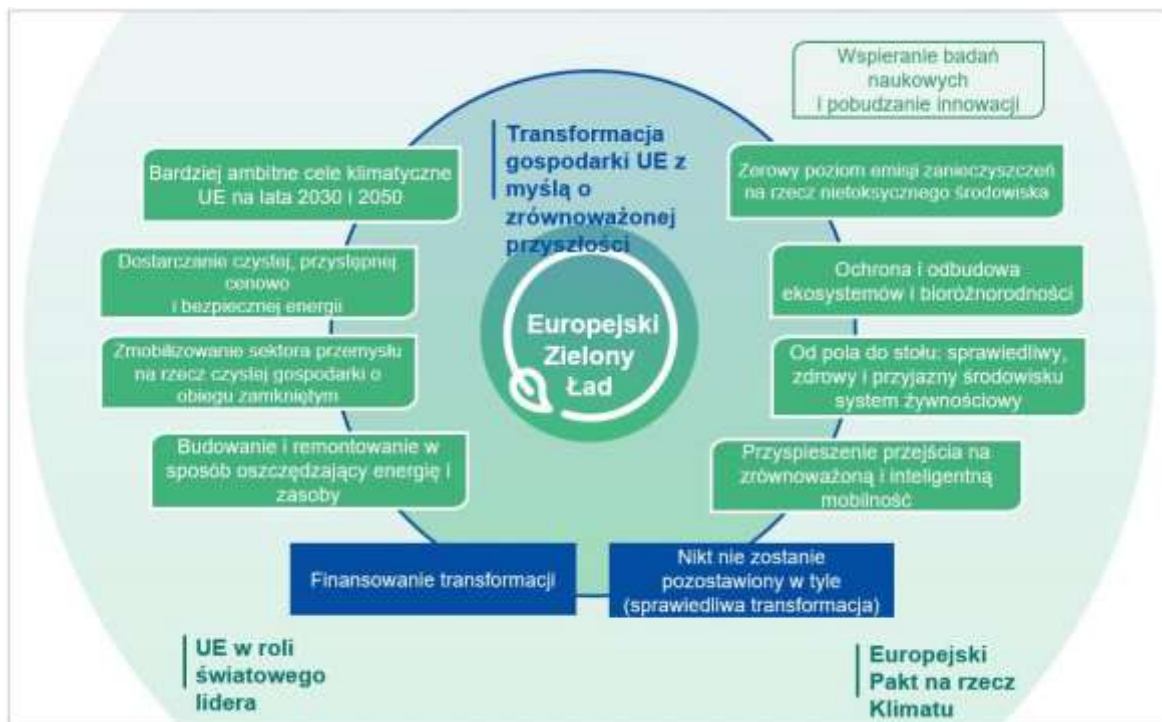 Wspieranie badań
naukowych
i pobudzanie innowacji
Transformacja
gospodarki UE z
myślą o
zrównoważonej
przyszłości
Bardziej ambitne cele klimatyczne
UE na lata 2030 i 2050
Dostarczanie czystej, przystępnej
cenowo
i bezpiecznej energii
Zmobilizowanie sektora przemysłu
na rzecz czystej gospodarki o
obiegu zamkniętym
Budowanie i remontowanie w
sposób oszczędzający energię i
zasoby
Europejski
Zielony
Ład
Zerowy poziom emisji zanieczyszczeń
na rzecz nietoksycznego środowiska
Ochrona i odbudowa
ekosystemów i bioróżnorodności
Od pola do stołu: sprawiedliwy,
zdrowy i przyjazny środowisku
system żywnościowy
Przyspieszenie przejścia na
zrównoważoną i inteligentną
mobilność
Finansowanie transformacji
Nikt nie zostanie
pozostawiony w tyle
(sprawiedliwa transformacja)
UE w roli
światowego
lidera
Europejski
Pakt na rzecz
Klimatu